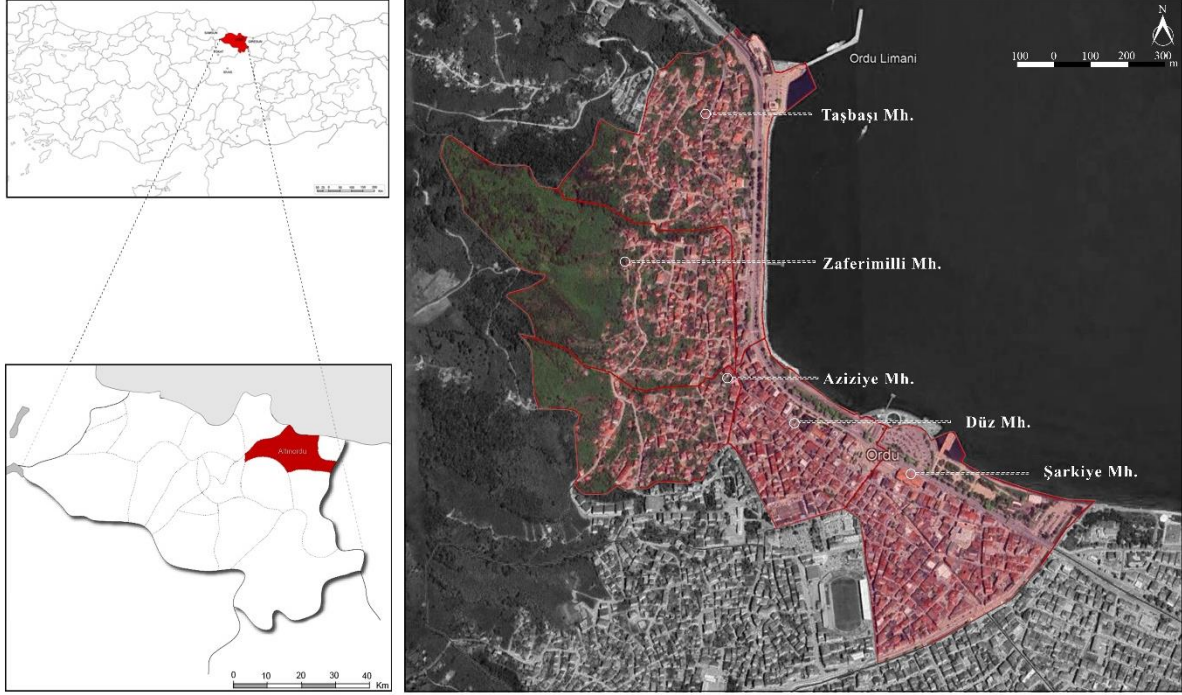 Altınordu
0 10 20 30 40
Km
N
100 0 100 200 300
m
Ordu Limani
Taşbaşı Mh.
Zaferimilli Mh.
Aziziye Mh.
Düz Mh.
Ordu
Şarkiye Mh.